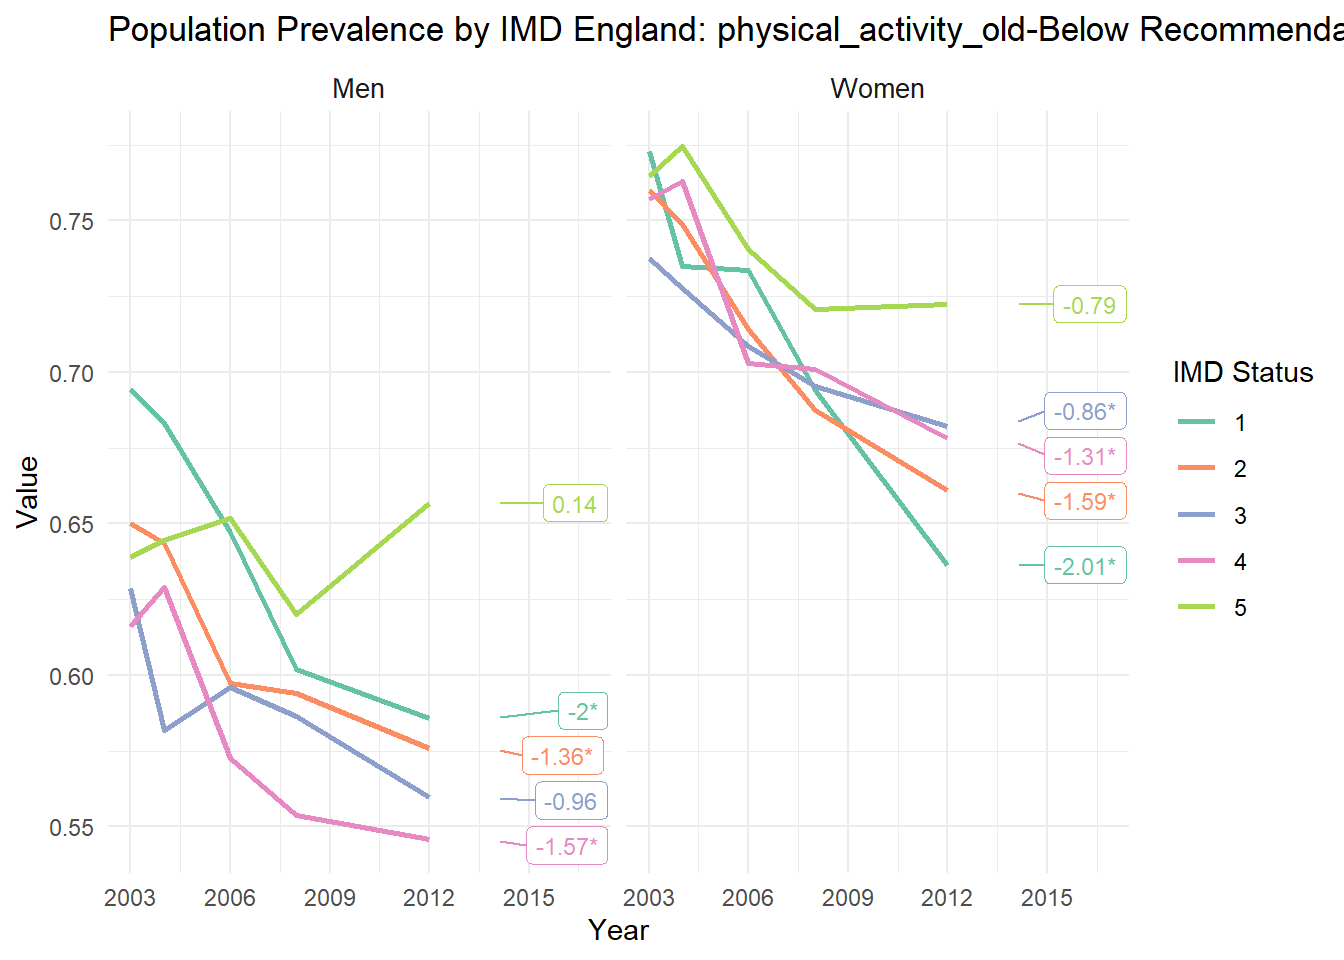 Population Prevalence by IMD England: physical_activity_old-Below Recommenda
Men
Women
Value
0.75
0.70
0.65
0.60
0.55
0.14
-2*
-1.36*
-0.96
-1.57*
-0.79
-0.86*
-1.31*
-1.59*
-2.01*
2003 2006 2009 2012 2015
2003 2006 2009 2012 2015
Year
IMD Status
1
2
3
4
5